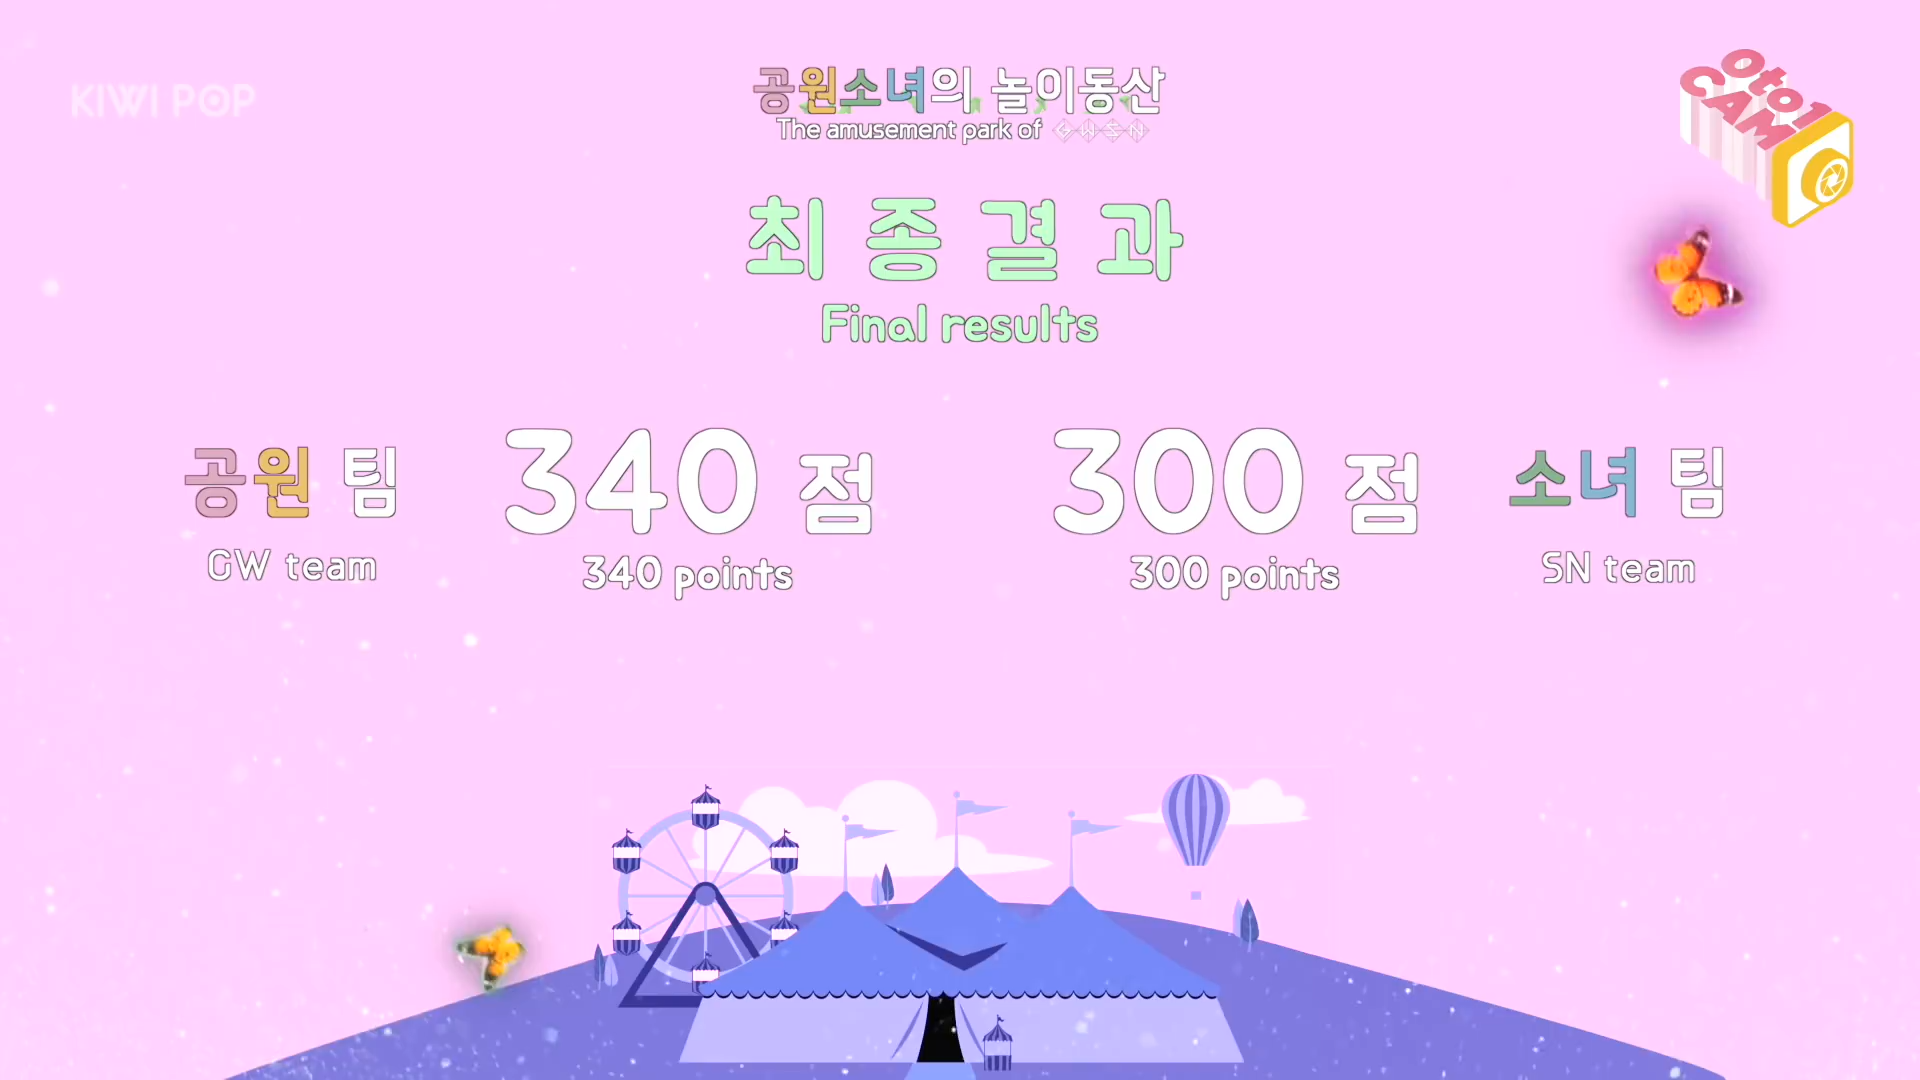 KIWI POP
공원소녀의 놀이동산
The amusement park of GWSN
oto1
CAM
최종결과
Final results
공원 팀
340 점
300 점
소녀 팀
GW team
340 points
300 points
SN team